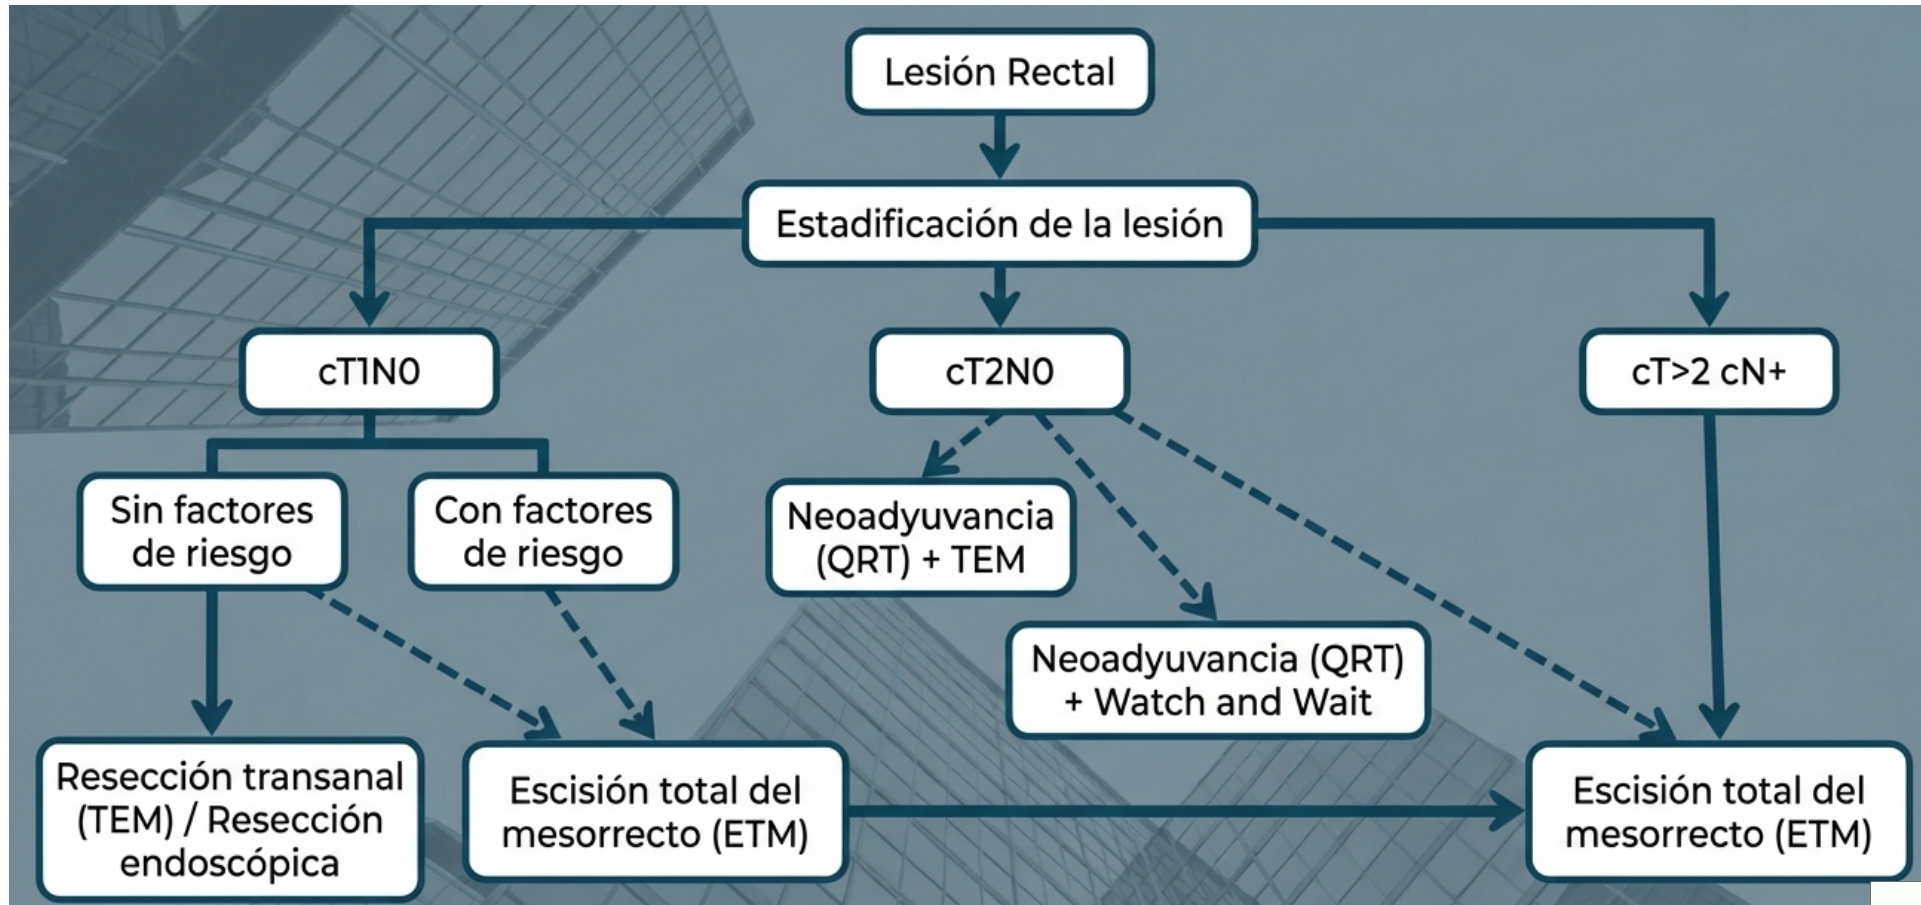 Lesión Rectal
Estadificación de la lesión
cT1N0
cT2N0
cT>2 cN+
Sin factores
de riesgo
Con factores
de riesgo
Neoadyuvancia
(QRT) + TEM
Neoadyuvancia (QRT)
+ Watch and Wait
Resección transanal
(TEM) / Resección
endoscópica
Escisión total del
mesorrecto (ETM)
Escisión total del
mesorrecto (ETM)